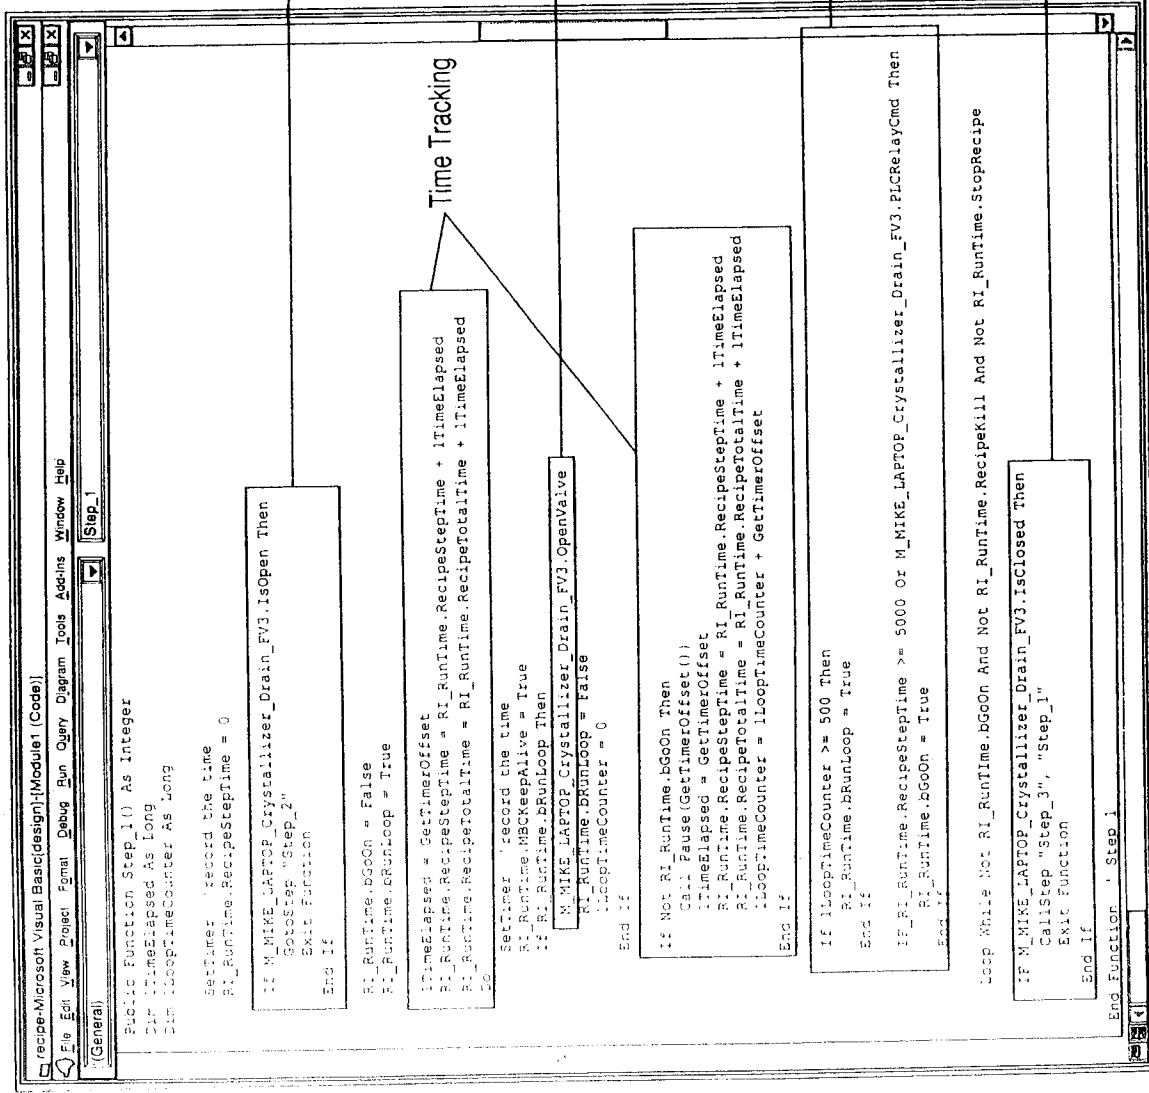 recipe-Microsoft Visual Basic[design]-[Module1 (Code)]
File Edit View Project Fomat Debug Run Query Diagram Tools Add-Ins Window Help
(General) Step_1
Public Function Step_1() As Integer
Dim lTimeElapsed As Long
Dim lLoopTimeCounter As Long
SetTimer 'record the time
RI_RunTime.RecipeStepTime = 0
If M_MIKE_LAPTOP_Crystallizer_Drain_FV3.IsOpen Then
GotoStep "Step_2"
Exit Function
End If
RI_RunTime.bGoOn = False
RI_RunTime.bRunLoop = True
lTimeElapsed = GetTimerOffset
RI_RunTime.RecipeStepTime = RI_RunTime.RecipeStepTime + lTimeElapsed
RI_RunTime.RecipeTotalTime = RI_RunTime.RecipeTotalTime + lTimeElapsed
Do
Time Tracking
SetTimer 'record the time
RI_RunTime.MBCKeepAlive = True
If RI_RunTime.bRunLoop Then
M_MIKE_LAPTOP_Crystallizer_Drain_FV3.OpenValve
RI_RunTime.bRunLoop = False
lLoopTimeCounter = 0
End If
If Not RI_RunTime.bGoOn Then
Call Pause(GetTimerOffset())
lTimeElapsed = GetTimerOffset
RI_RunTime.RecipeStepTime = RI_RunTime.RecipeStepTime + lTimeElapsed
RI_RunTime.RecipeTotalTime = RI_RunTime.RecipeTotalTime + lTimeElapsed
lLoopTimeCounter = lLoopTimeCounter + GetTimerOffset
End If
If lLoopTimeCounter >= 500 Then
RI_RunTime.bRunLoop = True
End If
If RI_RunTime.RecipeStepTime >= 5000 Or M_MIKE_LAPTOP_Crystallizer_Drain_FV3.PLCRelayCmd Then
RI_RunTime.bGoOn = True
End If
Loop While Not RI_RunTime.bGoOn And Not RI_RunTime.RecipeKill And Not RI_RunTime.StopRecipe
If M_MIKE_LAPTOP_Crystallizer_Drain_FV3.IsClosed Then
CallStep "Step_3", "Step_1"
Exit Function
End If
End Function ' Step 1